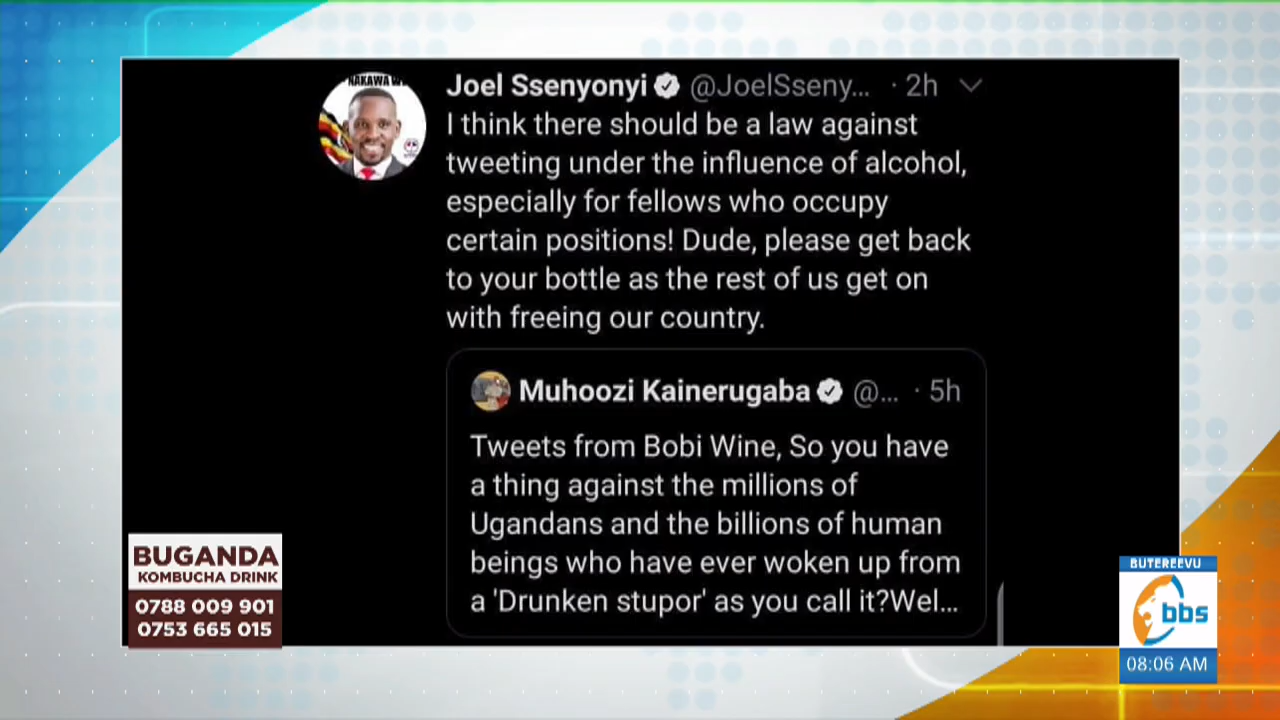 NAKAWA W
Joel Ssenyonyi @JoelSseny... · 2h
I think there should be a law against
tweeting under the influence of alcohol,
especially for fellows who occupy
certain positions! Dude, please get back
to your bottle as the rest of us get on
with freeing our country.
Muhoozi Kainerugaba @... · 5h
Tweets from Bobi Wine, So you have
a thing against the millions of
Ugandans and the billions of human
beings who have ever woken up from
a 'Drunken stupor' as you call it?Wel...
BUGANDA
KOMBUCHA DRINK
0788 009 901
0753 665 015
BUTEREEVU
bbs
08:06 AM